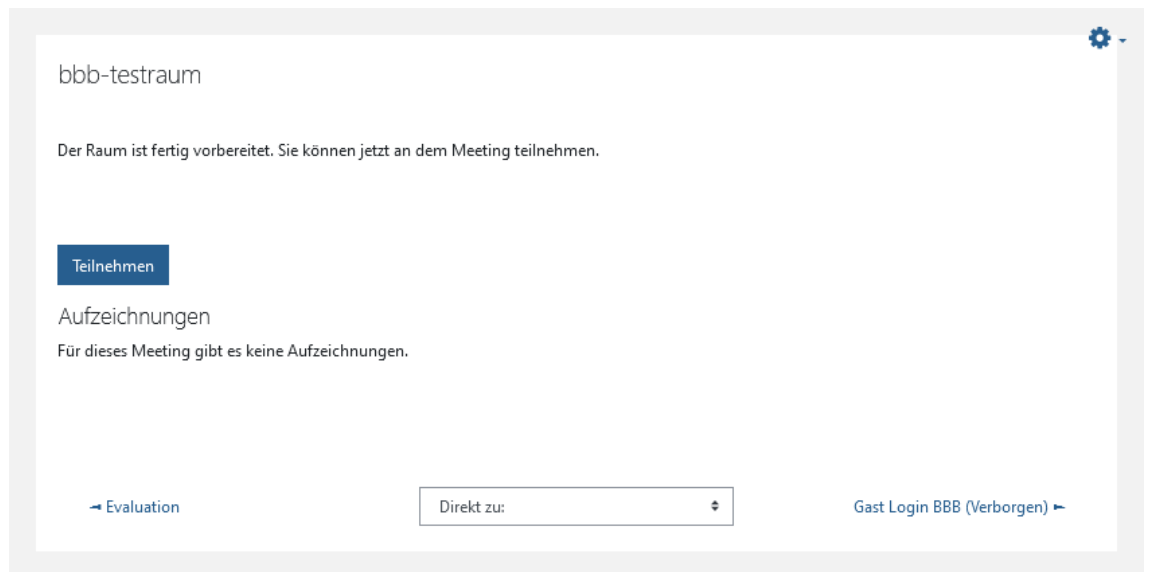 bbb-testraum
Der Raum ist fertig vorbereitet. Sie können jetzt an dem Meeting teilnehmen.
Teilnehmen
Aufzeichnungen
Für dieses Meeting gibt es keine Aufzeichnungen.
Evaluation
Direkt zu:
Gast Login BBB (Verborgen)